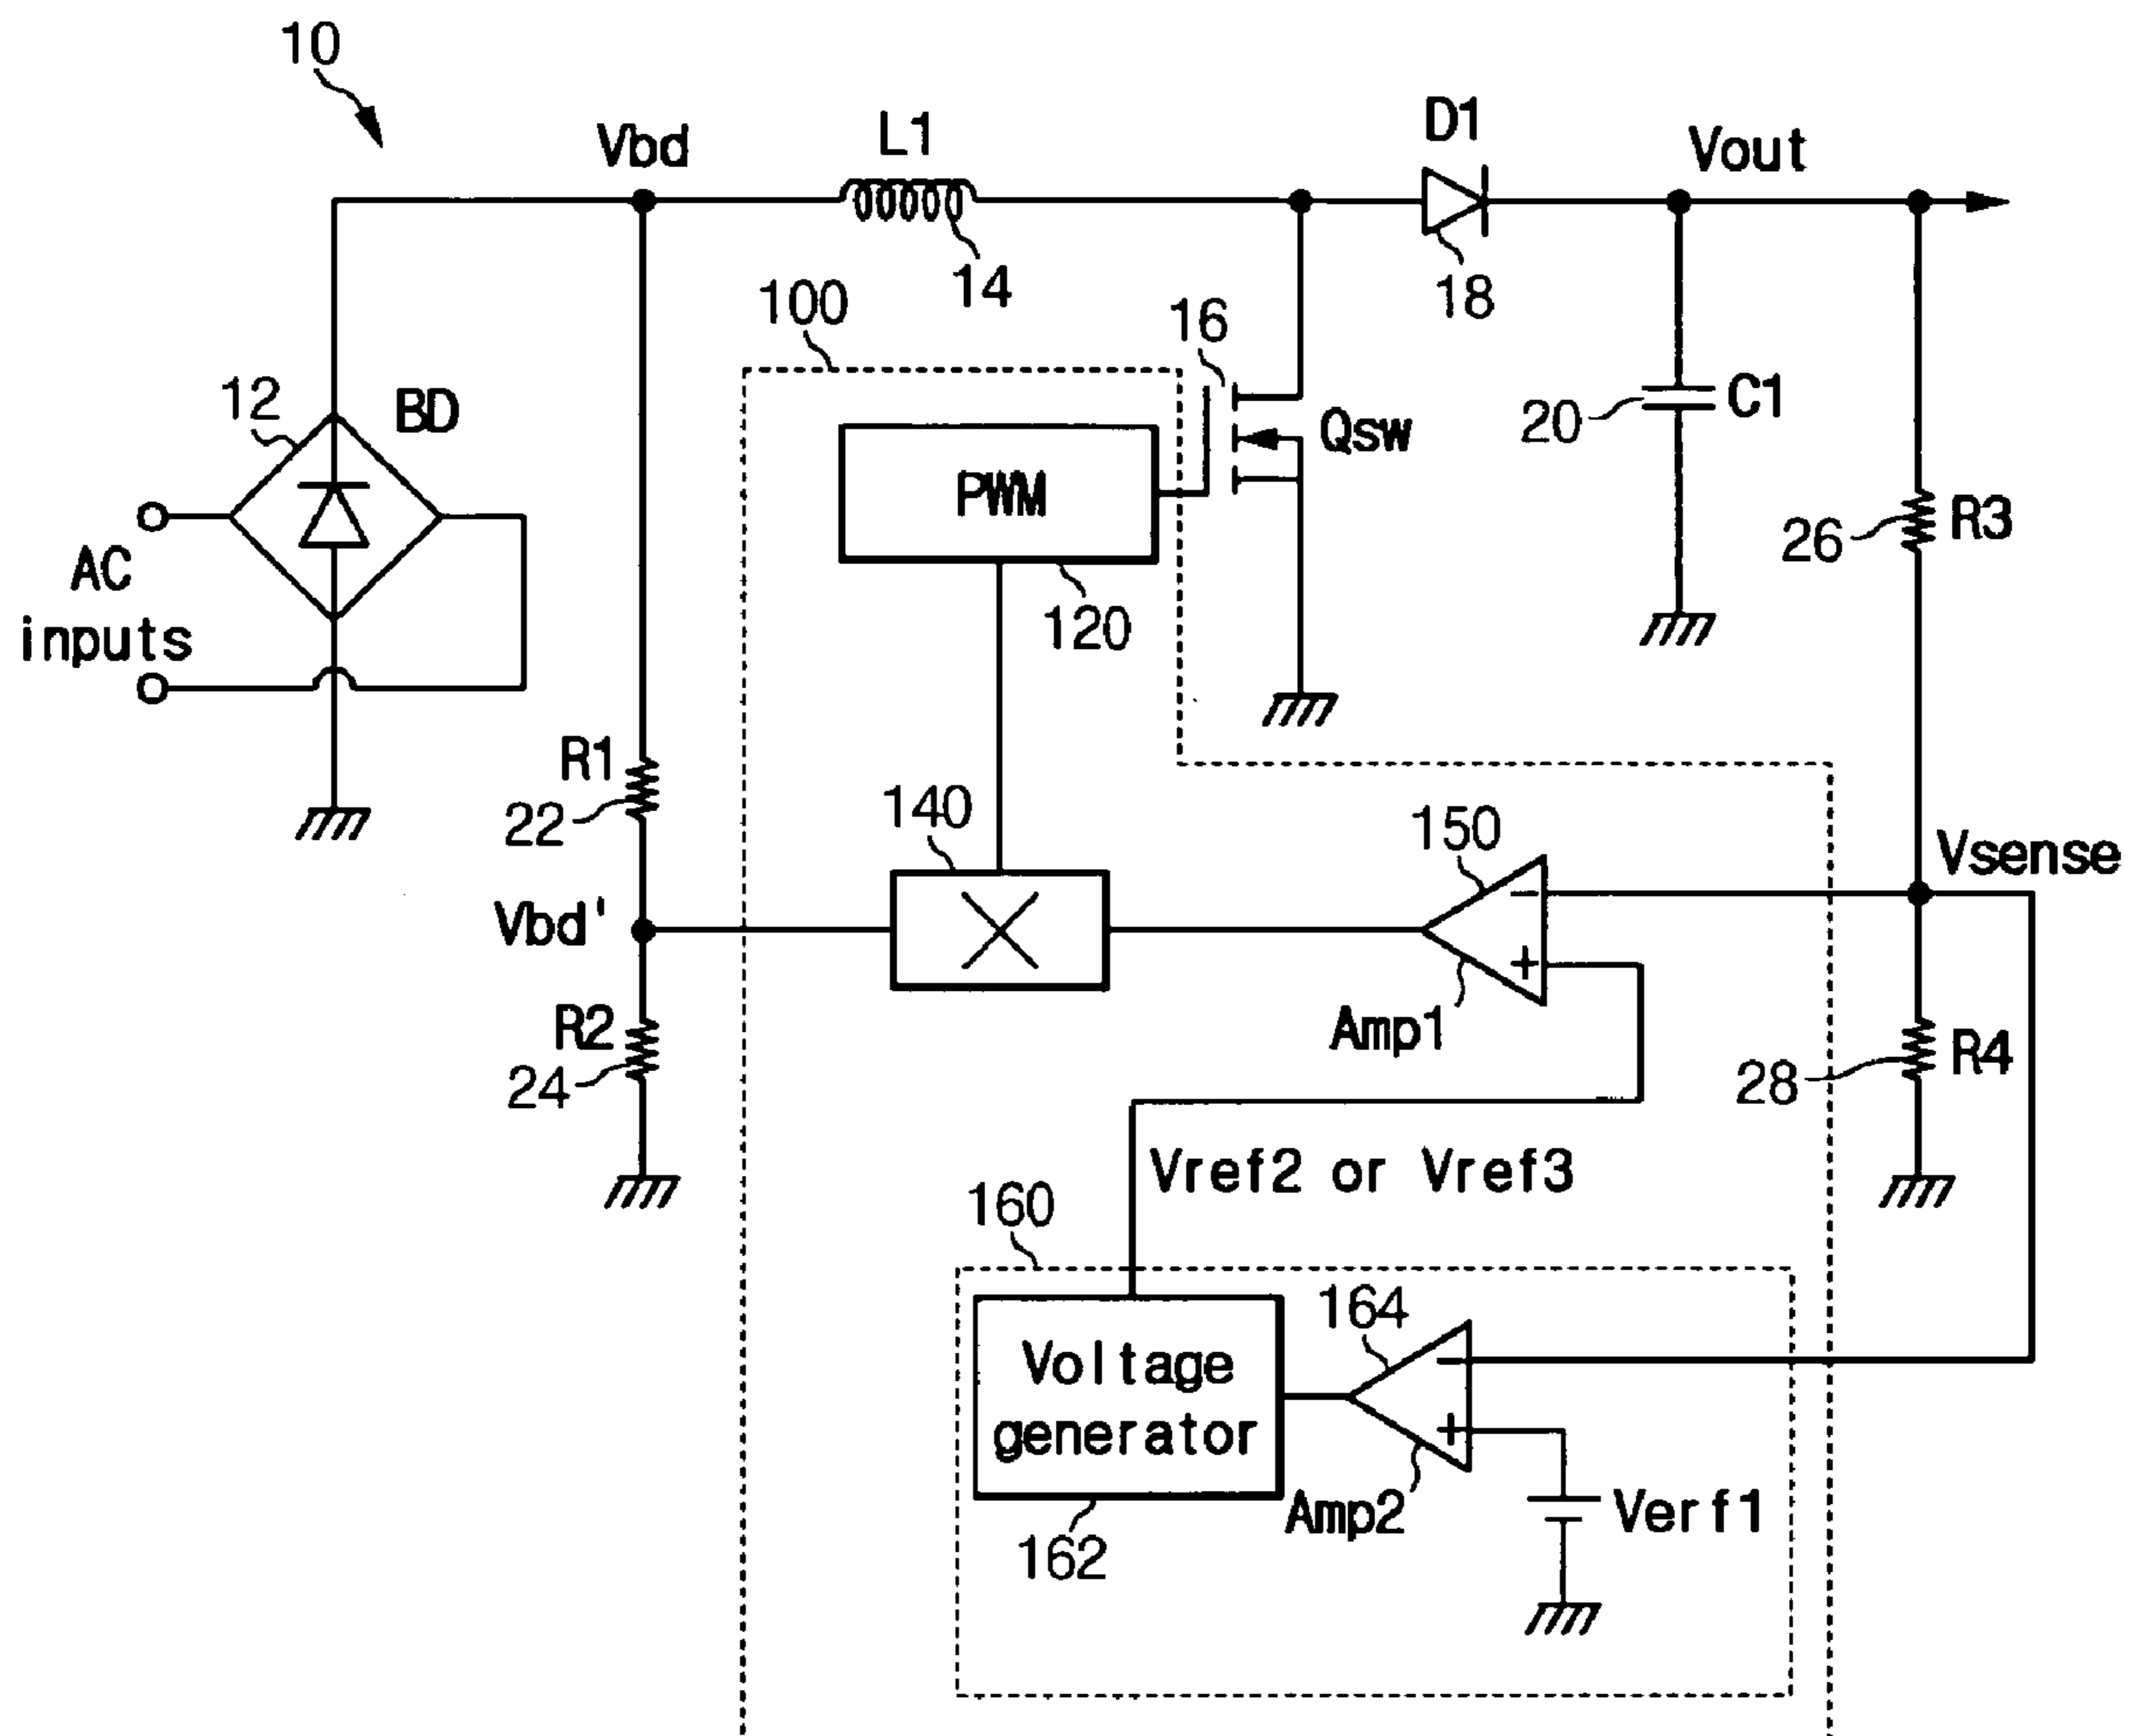 10
Vbd
L1
D1
Vout
14
18
100
16
12
BD
Qsw
20
C1
PWM
26
R3
AC
inputs
120
R1
22
140
150
Vsense
Vbd'
−
+
R2
24
Amp1
28
R4
Vref2 or Vref3
160
164
Voltage
generator
−
+
Amp2
Verf1
162